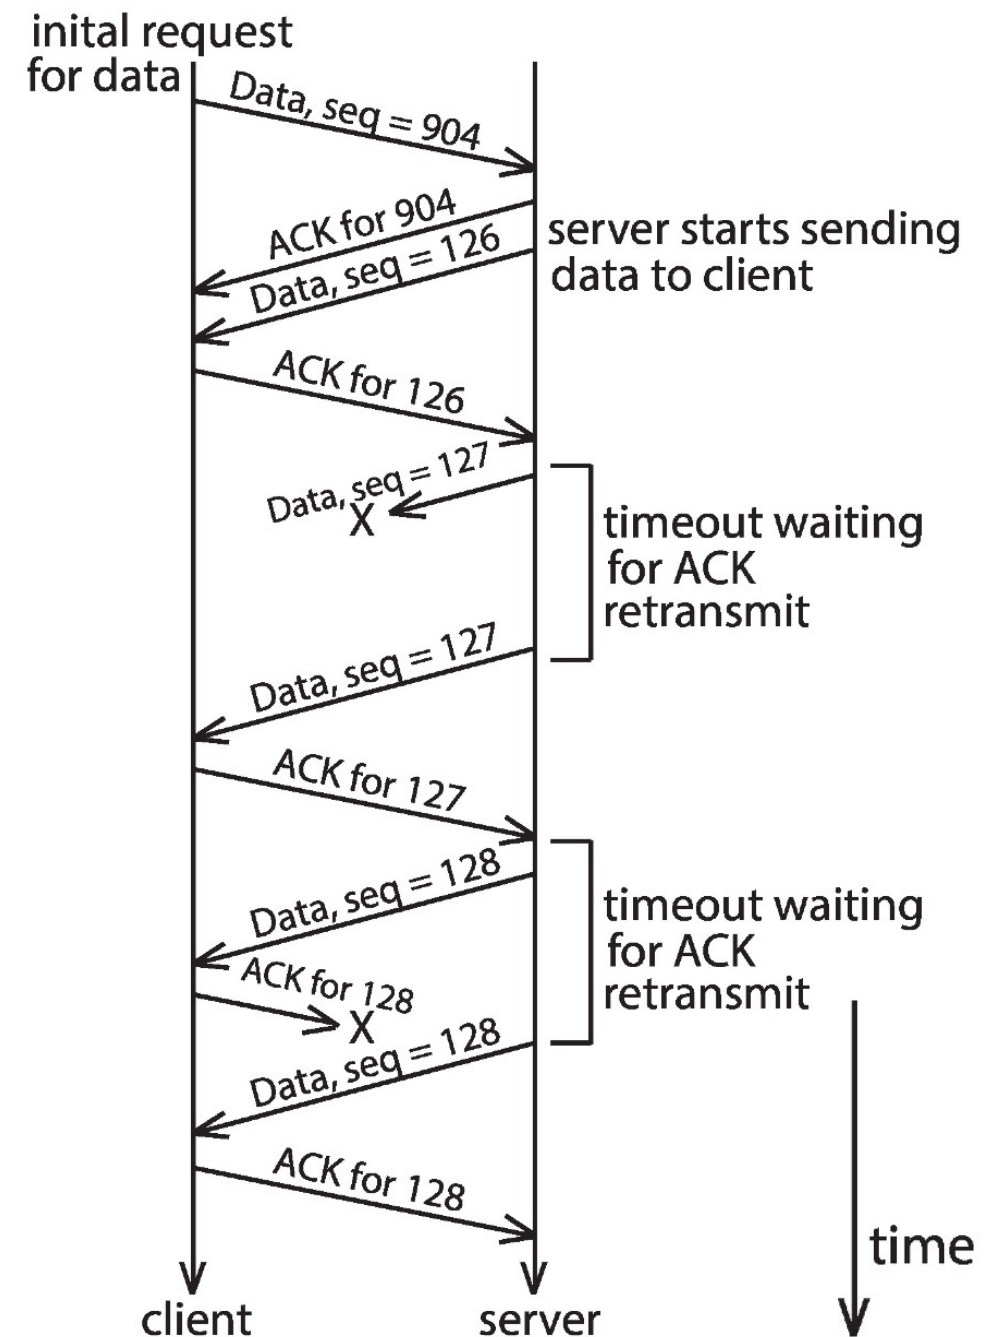 inital request
for data
Data, seq = 904
ACK for 904
Data, seq = 126
server starts sending
data to client
ACK for 126
Data, seq = 127
X
timeout waiting
for ACK
retransmit
Data, seq = 127
ACK for 127
Data, seq = 128
timeout waiting
for ACK
retransmit
ACK for 128
X
Data, seq = 128
ACK for 128
time
client
server